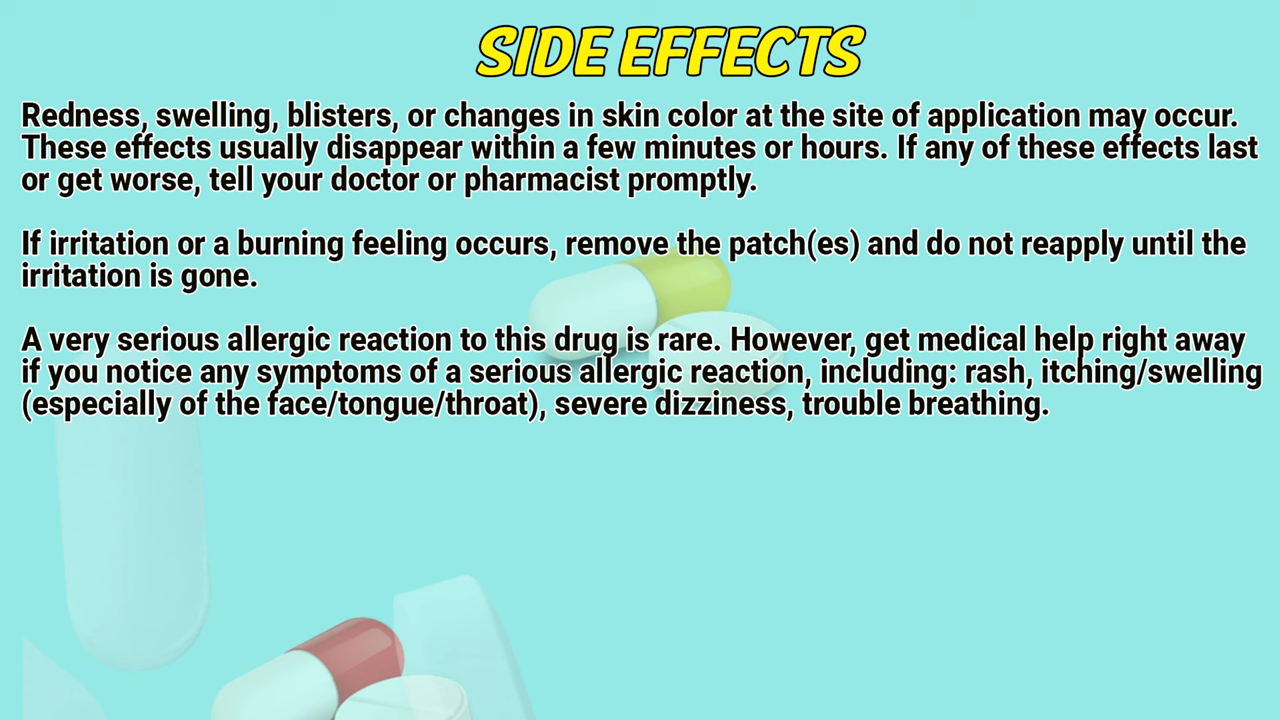 SIDE EFFECTS
Redness, swelling, blisters, or changes in skin color at the site of application may occur.
These effects usually disappear within a few minutes or hours. If any of these effects last
or get worse, tell your doctor or pharmacist promptly.
If irritation or a burning feeling occurs, remove the patch(es) and do not reapply until the
irritation is gone.
A very serious allergic reaction to this drug is rare. However, get medical help right away
if you notice any symptoms of a serious allergic reaction, including: rash, itching/swelling
(especially of the face/tongue/throat), severe dizziness, trouble breathing.